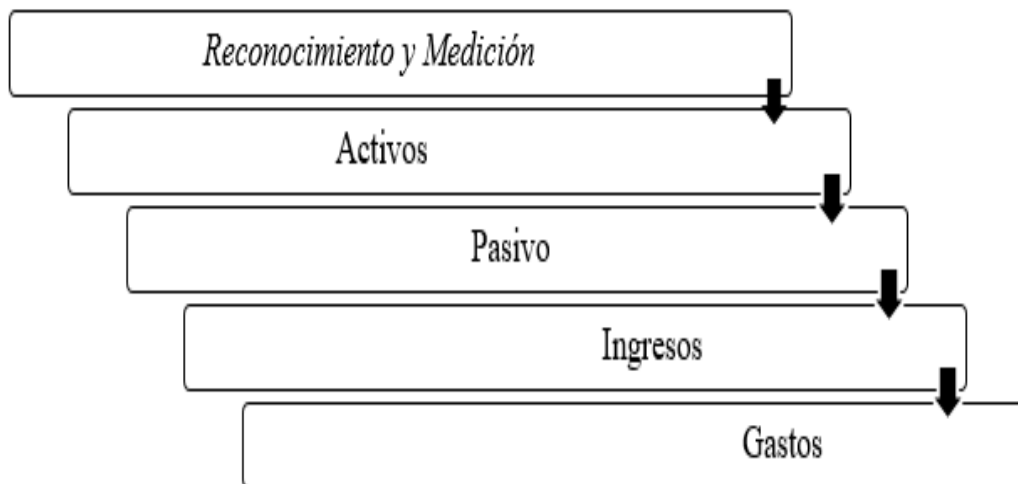 Reconocimiento y Medición
Activos
Pasivo
Ingresos
Gastos